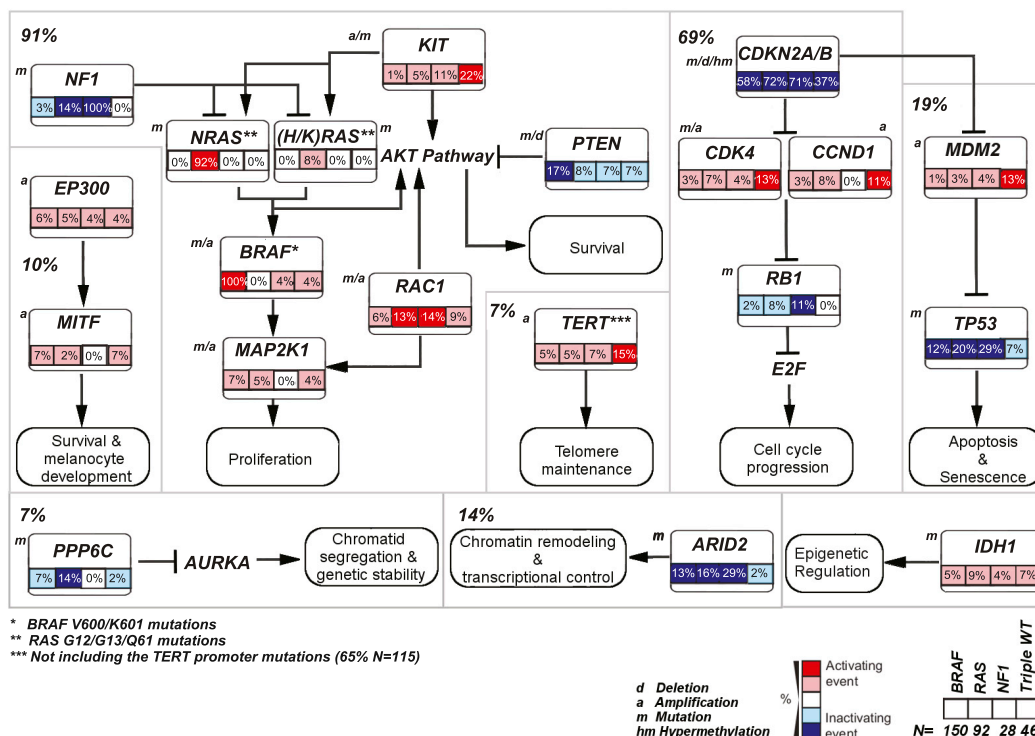 91%
a/m
KIT
1% 5% 11% 22%
m
NF1
3% 14% 100% 0%
m
NRAS**
0% 92% 0% 0%
(H/K)RAS**
m
0% 8% 0% 0%
AKT Pathway
m/d
PTEN
17% 8% 7% 7%
Survival
a
EP300
6% 5% 4% 4%
10%
a
MITF
7% 2% 0% 7%
Survival &
melanocyte
development
m/a
BRAF*
100% 0% 4% 4%
m/a
RAC1
6% 13% 14% 9%
m/a
MAP2K1
7% 5% 0% 4%
Proliferation
7%
a
TERT***
5% 5% 7% 15%
Telomere
maintenance
69%
m/d/hm
CDKN2A/B
58% 72% 71% 37%
m/a
CDK4
3% 7% 4% 13%
a
CCND1
3% 8% 0% 11%
m
RB1
2% 8% 11% 0%
E2F
Cell cycle
progression
19%
a
MDM2
1% 3% 4% 13%
m
TP53
12% 20% 29% 7%
Apoptosis
&
Senescence
7%
m
PPP6C
7% 14% 0% 2%
AURKA
Chromatid
segregation &
genetic stability
14%
Chromatin remodeling
&
transcriptional control
m
ARID2
13% 16% 29% 2%
Epigenetic
Regulation
m
IDH1
5% 9% 4% 7%
* BRAF V600/K601 mutations
** RAS G12/G13/Q61 mutations
*** Not including the TERT promoter mutations (65% N=115)
d Deletion
a Amplification
m Mutation
hm Hypermethylation
%
Activating
event
Inactivating
event
BRAF
RAS
NF1
Triple WT
N= 150 92 28 46